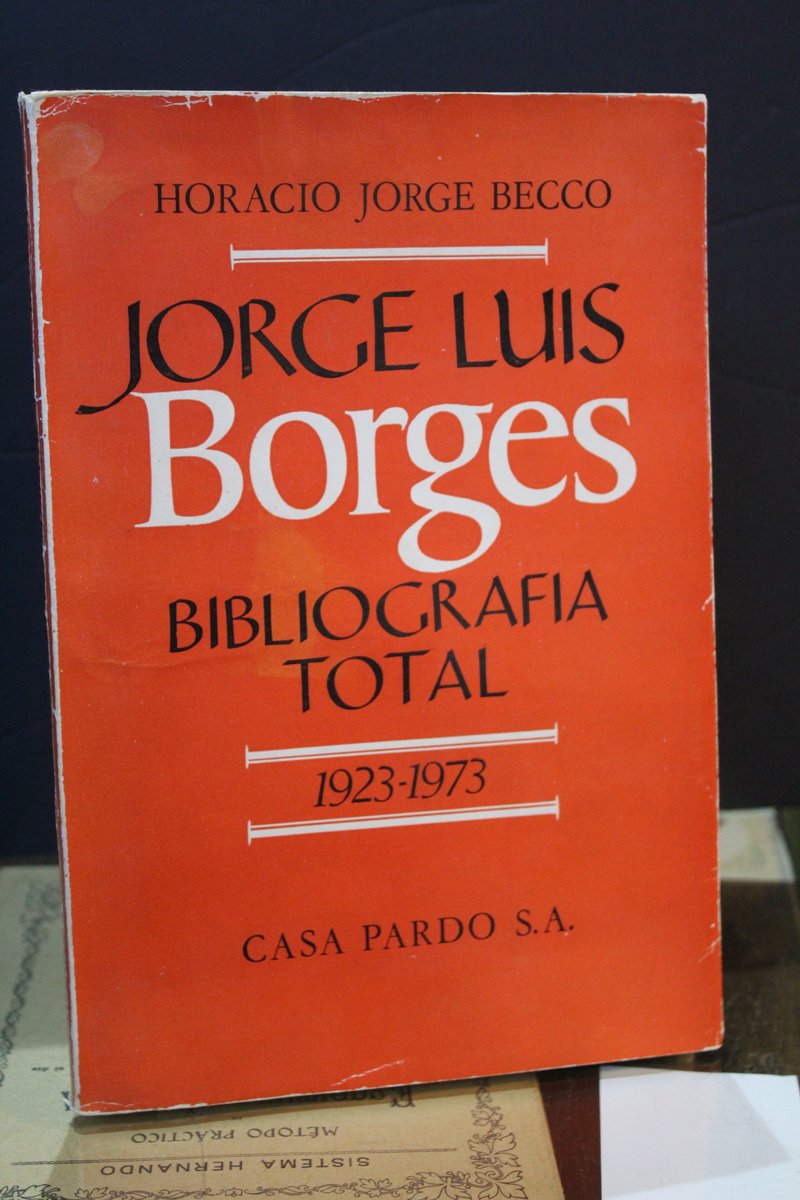 HORACIO JORGE BECCO
JORGE LUIS
Borges
BIBLIOGRAFIA
TOTAL
1923-1973
CASA PARDO S.A.
SISTEMA HERNANDO
MÉTODO PRÁCTICO